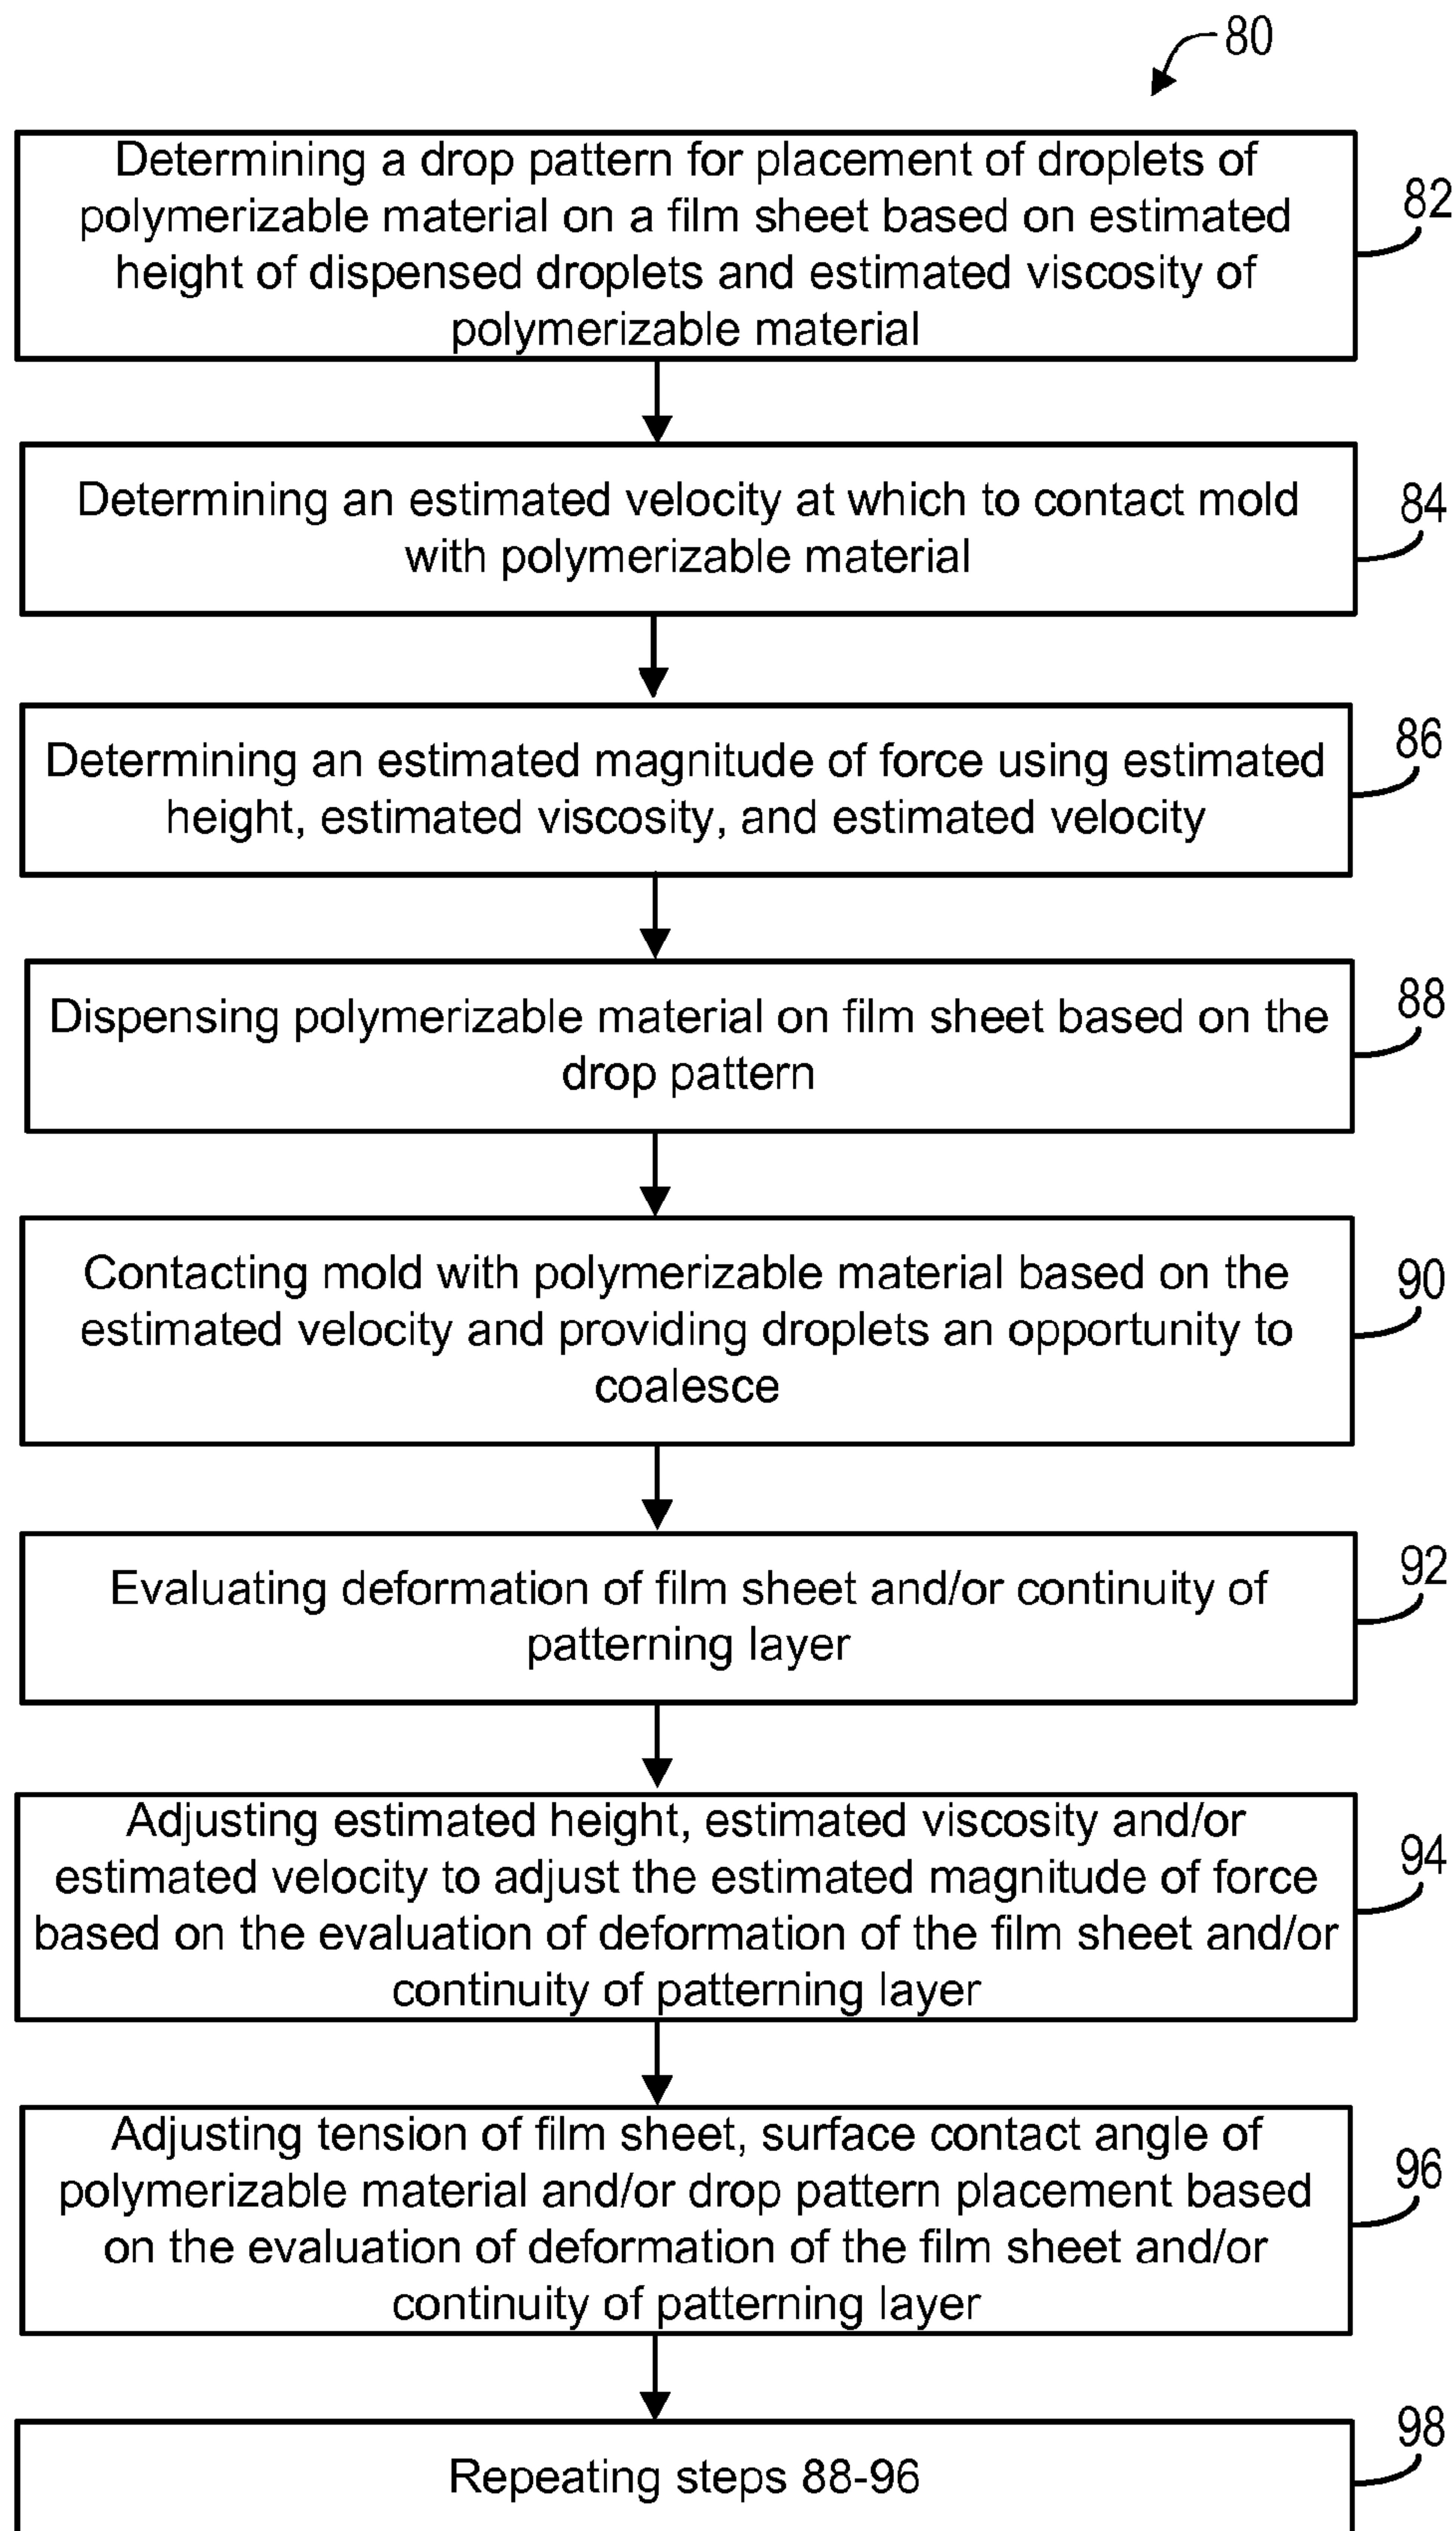 80
Determining a drop pattern for placement of droplets of
polymerizable material on a film sheet based on estimated
height of dispensed droplets and estimated viscosity of
polymerizable material
82
Determining an estimated velocity at which to contact mold
with polymerizable material
84
Determining an estimated magnitude of force using estimated
height, estimated viscosity, and estimated velocity
86
Dispensing polymerizable material on film sheet based on the
drop pattern
88
Contacting mold with polymerizable material based on the
estimated velocity and providing droplets an opportunity to
coalesce
90
Evaluating deformation of film sheet and/or continuity of
patterning layer
92
Adjusting estimated height, estimated viscosity and/or
estimated velocity to adjust the estimated magnitude of force
based on the evaluation of deformation of the film sheet and/or
continuity of patterning layer
94
Adjusting tension of film sheet, surface contact angle of
polymerizable material and/or drop pattern placement based
on the evaluation of deformation of the film sheet and/or
continuity of patterning layer
96
Repeating steps 88-96
98